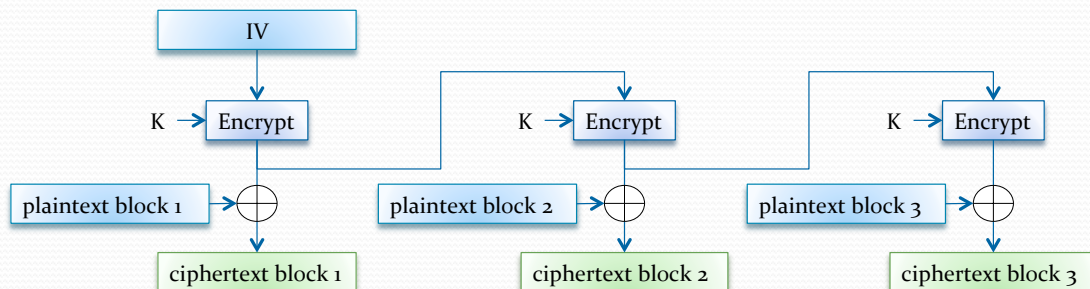 IV
K Encrypt K Encrypt K Encrypt
plaintext block 1 plaintext block 2 plaintext block 3
ciphertext block 1 ciphertext block 2 ciphertext block 3